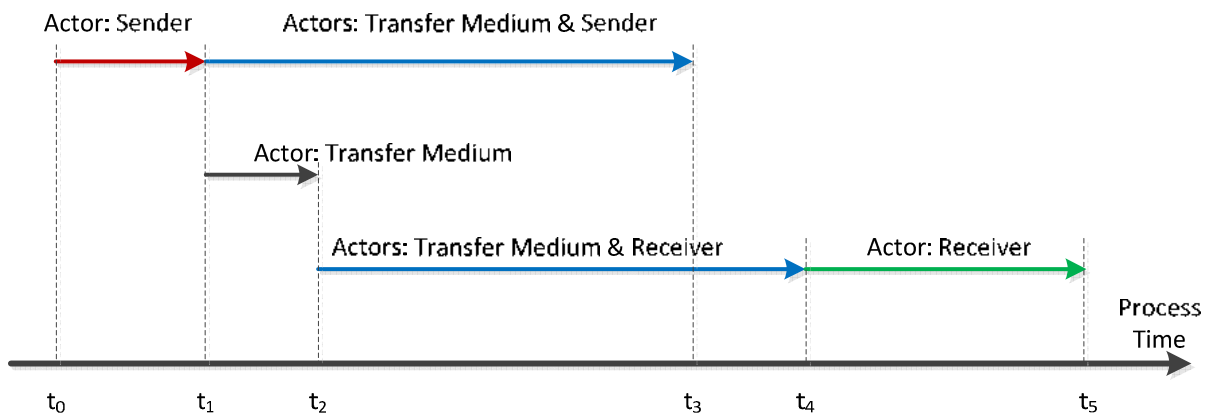 Actor: Sender
Actors: Transfer Medium & Sender
Actor: Transfer Medium
Actors: Transfer Medium & Receiver
Actor: Receiver
Process
Time
t0 t1 t2 t3 t4 t5